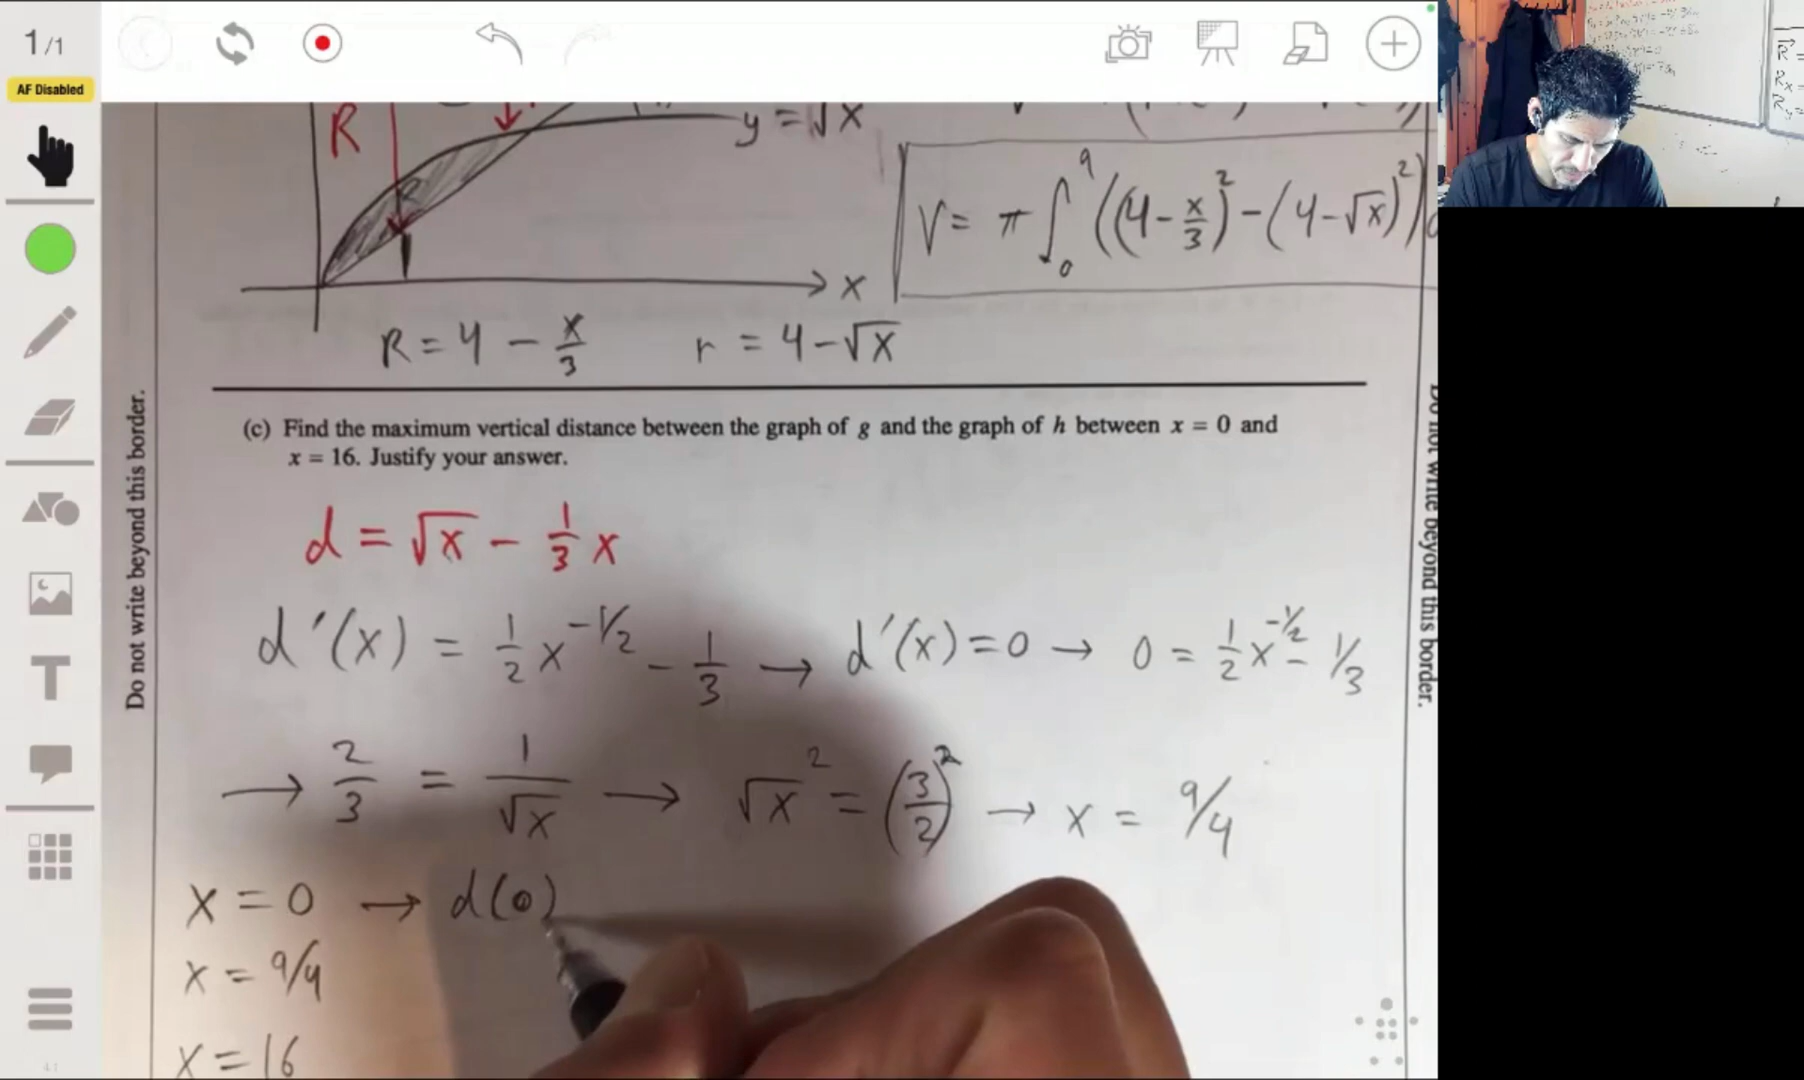 1/1
AF Disabled
T
R
y = √x
V = π ∫₀⁹ ((4 - x/3)² - (4 - √x)²)
x
R = 4 - x/3 r = 4 - √x
Do not write beyond this border.
Do not write beyond this border.
(c) Find the maximum vertical distance between the graph of g and the graph of h between x = 0 and
x = 16. Justify your answer.
d = √x - 1/3 x
d'(x) = 1/2 x^(-1/2) - 1/3 → d'(x) = 0 → 0 = 1/2 x^(-1/2) - 1/3
→ 2/3 = 1/√x → √x² = (3/2)² → x = 9/4
x = 0 → d(0)
x = 9/4
x = 16